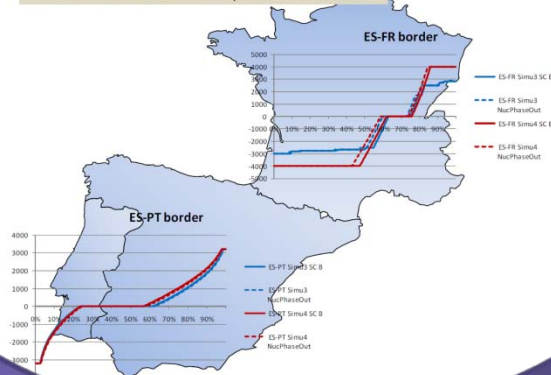 ES-FR border
5000
4000
3000
2000
1000
0
-1000
-2000
-3000
-4000
-5000
0% 10% 20% 30% 40% 50% 60% 70% 80% 90%
ES-FR Simu3 SC B
ES-FR Simu3
NucPhaseOut
ES-FR Simu4 SC B
ES-FR Simu4
NucPhaseOut
ES-PT border
4000
3000
2000
1000
0
-1000
-2000
3000
0% 10% 20% 30% 40% 50% 60% 70% 80% 90%
ES-PT Simu3 SC B
ES-PT Simu3
NucPhaseOut
ES-PT Simu4 SC B
ES-PT Simu4
NucPhaseOut